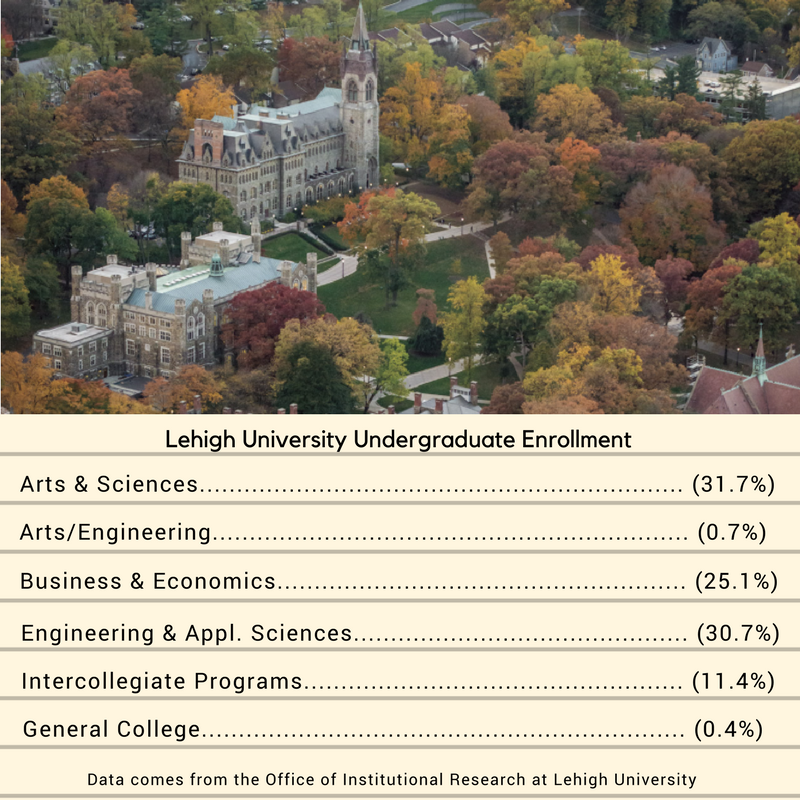 Lehigh University Undergraduate Enrollment
Arts & Sciences................................................................ (31.7%)
Arts/Engineering............................................................... (0.7%)
Business & Economics...................................................... (25.1%)
Engineering & Appl. Sciences............................................ (30.7%)
Intercollegiate Programs.................................................. (11.4%)
General College................................................................ (0.4%)
Data comes from the Office of Institutional Research at Lehigh University